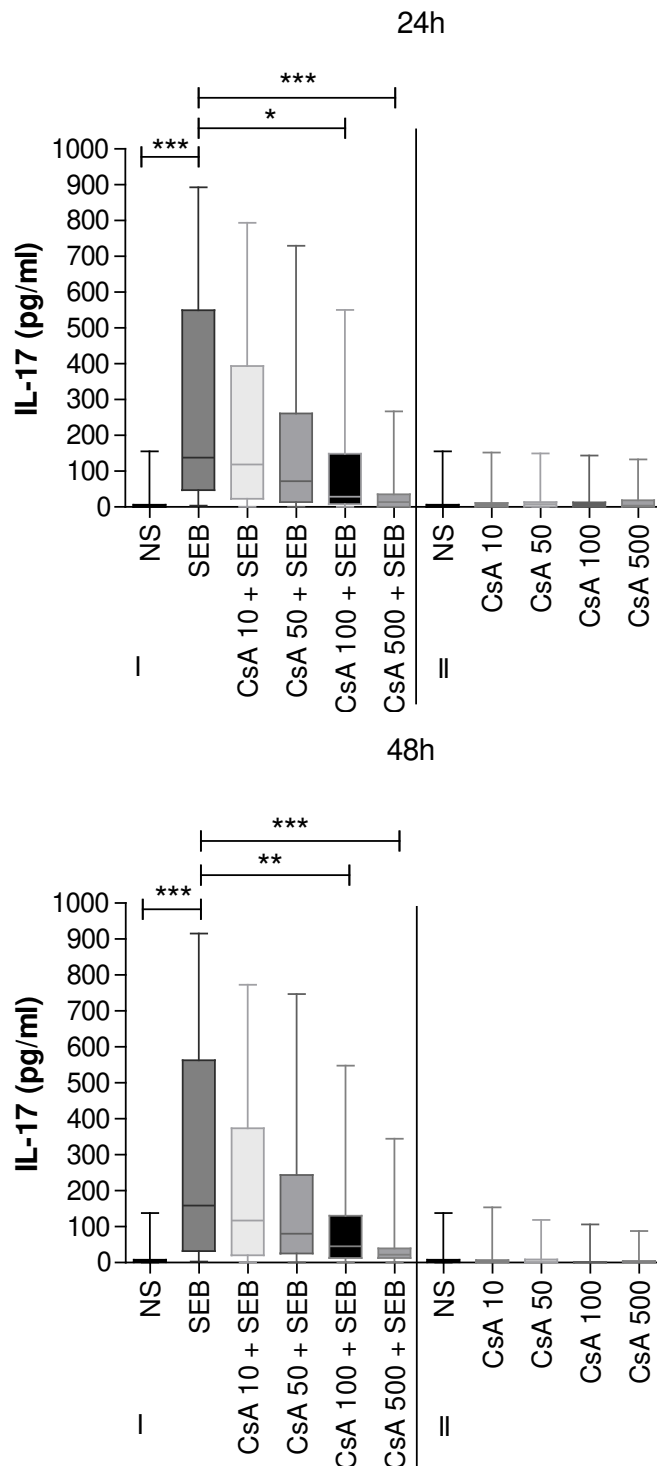 24h
***
*
***
1000
900
800
700
600
500
400
300
200
100
0
IL-17 (pg/ml)
NS
SEB
CsA 10 + SEB
CsA 50 + SEB
CsA 100 + SEB
CsA 500 + SEB
NS
CsA 10
CsA 50
CsA 100
CsA 500
I
II
48h
***
**
***
1000
900
800
700
600
500
400
300
200
100
0
IL-17 (pg/ml)
NS
SEB
CsA 10 + SEB
CsA 50 + SEB
CsA 100 + SEB
CsA 500 + SEB
NS
CsA 10
CsA 50
CsA 100
CsA 500
I
II